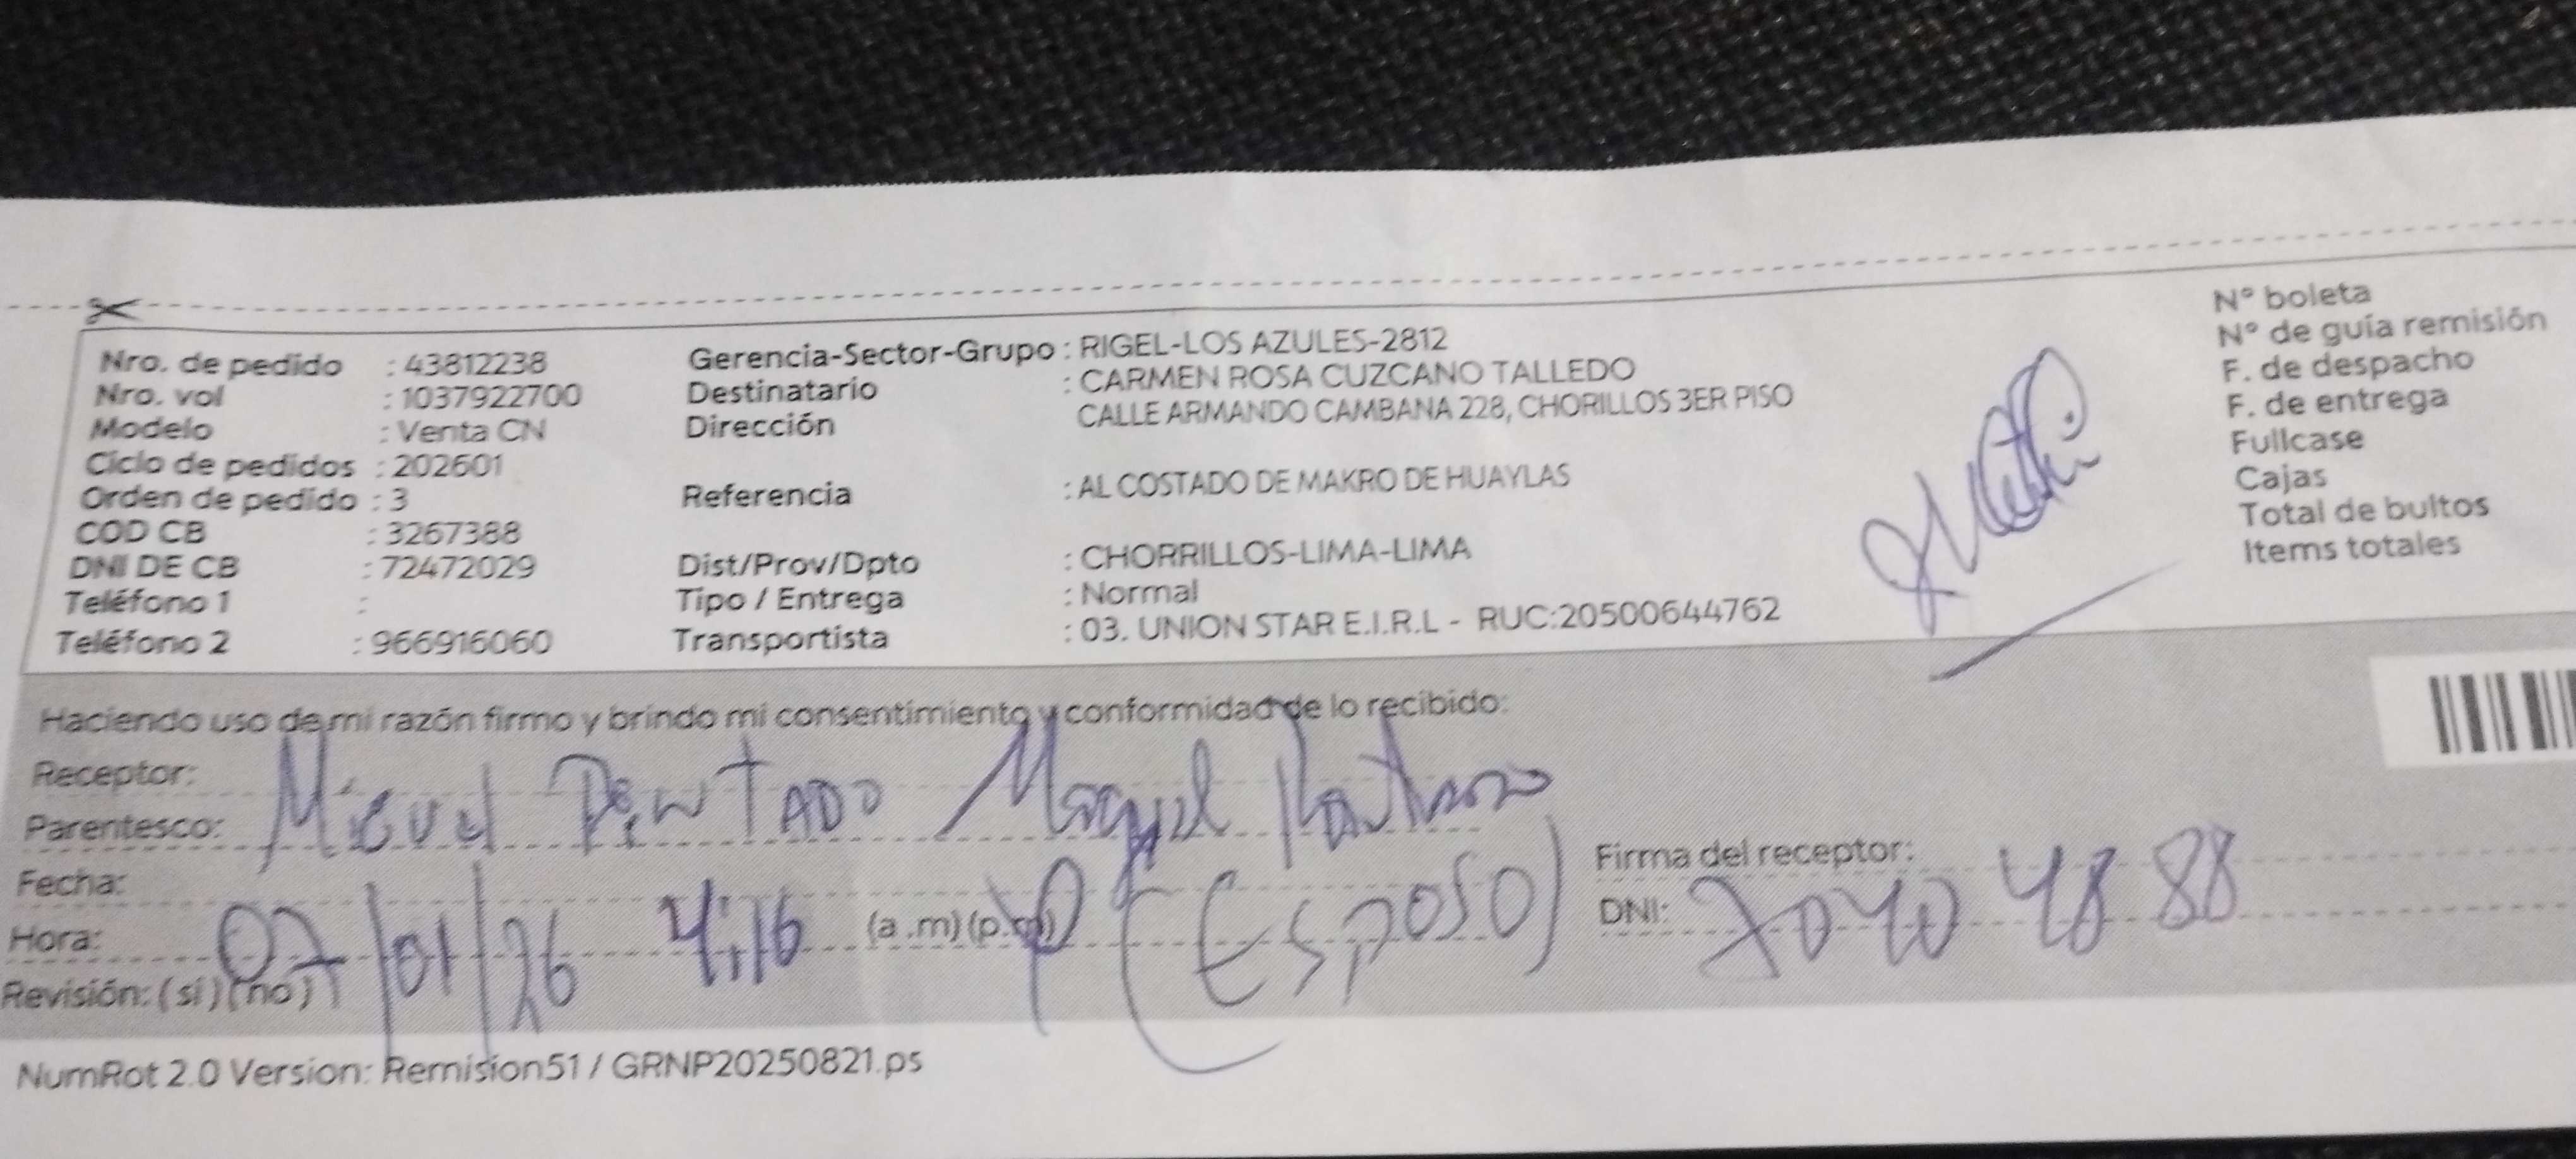 Nro. de pedido : 43812238
Nro. vol : 1037922700
Modelo : Venta CN
Ciclo de pedidos : 202601
Orden de pedido : 3
COD CB : 3267388
DNI DE CB : 72472029
Teléfono 1 :
Teléfono 2 : 966916060
Gerencia-Sector-Grupo : RIGEL-LOS AZULES-2812
Destinatario : CARMEN ROSA CUZCANO TALLEDO
Dirección CALLE ARMANDO CAMBANA 228, CHORILLOS 3ER PISO
Referencia : AL COSTADO DE MAKRO DE HUAYLAS
Dist/Prov/Dpto : CHORRILLOS-LIMA-LIMA
Tipo / Entrega : Normal
Transportista : 03. UNION STAR E.I.R.L - RUC:20500644762
N° boleta
N° de guía remisión
F. de despacho
F. de entrega
Fullcase
Cajas
Total de bultos
Items totales
Haciendo uso de mi razón firmo y brindo mi consentimiento y conformidad de lo recibido:
Receptor:
Parentesco: Miguel
Fecha:
Hora: 07/01/26 4:16 (a .m) (p.m) (Esposo)
Revisión: (si) (no)
Firma del receptor:
DNI: 70404888
NumRot 2.0 Version: Remision51 / GRNP20250821.ps